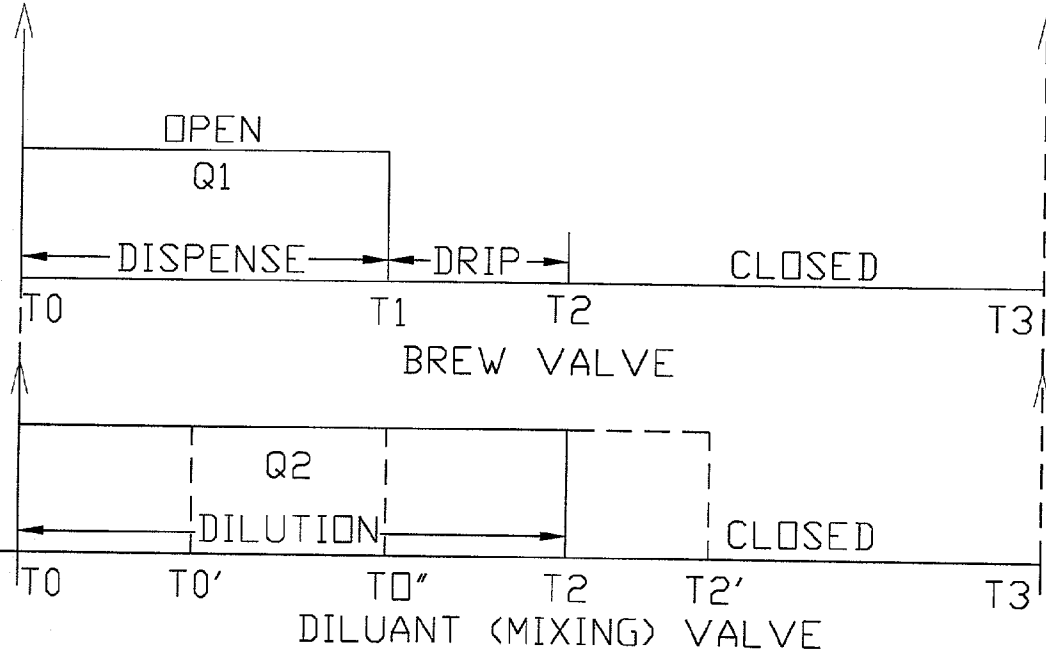 OPEN
Q1
DISPENSE DRIP CLOSED
T0 T1 T2 T3
BREW VALVE
Q2
DILUTION CLOSED
T0 T0' T0" T2 T2' T3
DILUANT (MIXING) VALVE